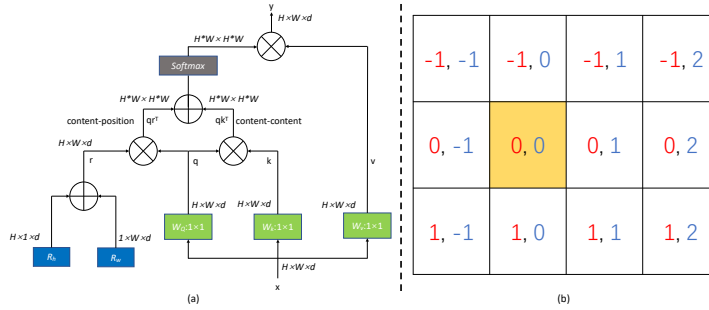 y
H×W×d
H*W×H*W
Softmax
H*W×H*W
H*W×H*W
content-position
qrᵀ
qkᵀ
content-content
H×W×d
r
q
k
v
H×W×d
H×W×d
H×W×d
H×1×d
1×W×d
W_Q:1×1
W_k:1×1
W_v:1×1
R_h
R_w
H×W×d
x
(a)
-1, -1
-1, 0
-1, 1
-1, 2
0, -1
0, 0
0, 1
0, 2
1, -1
1, 0
1, 1
1, 2
(b)